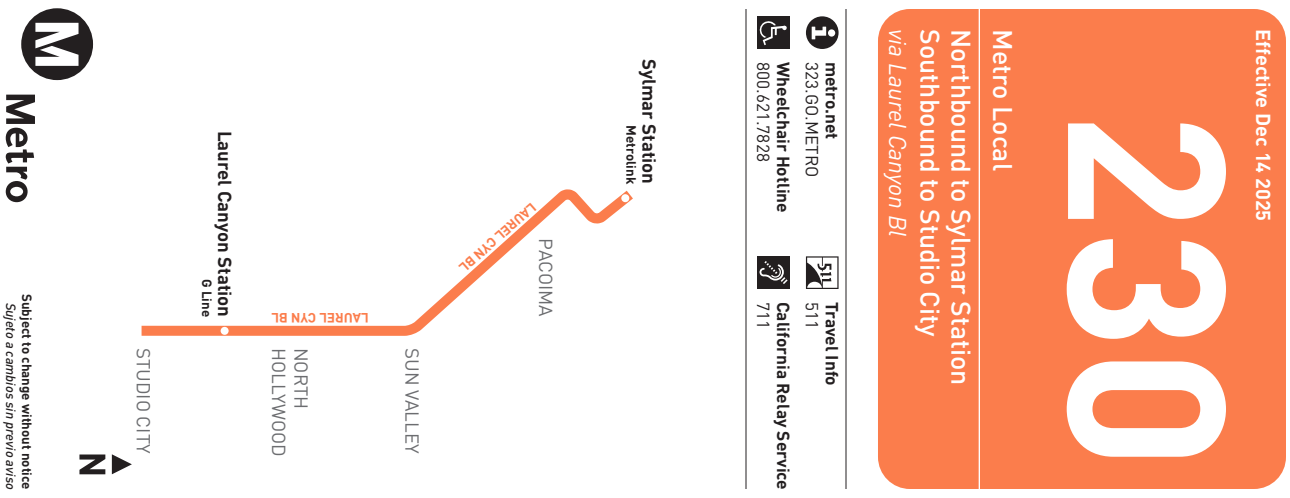 Effective Dec 14 2025
230
Metro Local
Northbound to Sylmar Station
Southbound to Studio City
via Laurel Canyon Bl
metro.net
323.GO.METRO
Travel Info
511
511
Wheelchair Hotline
800.621.7828
California Relay Service
711
Sylmar Station
Metrolink
LAUREL CYN BL
PACOIMA
SUN VALLEY
LAUREL CYN BL
NORTH
HOLLYWOOD
Laurel Canyon Station
G Line
STUDIO CITY
N
M
Metro
Subject to change without notice
Sujeto a cambios sin previo aviso